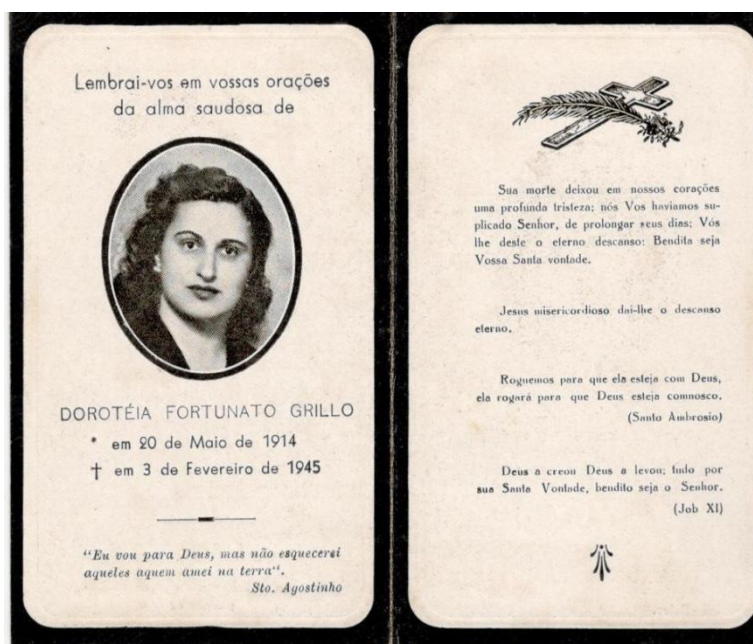 Lembrai-vos em vossas orações
da alma saudosa de
DOROTÉIA FORTUNATO GRILLO
* em 20 de Maio de 1914
† em 3 de Fevereiro de 1945
“Eu vou para Deus, mas não esquecerei
aqueles aquem amei na terra“.
Sto. Agostinho
Sua morte deixou em nossos corações
uma profunda tristeza; nós Vos haviamos su-
plicado Senhor, de prolongar seus dias; Vós
lhe deste o eterno descanso: Bendita seja
Vossa Santa vontade.
Jesus misericordioso dai-lhe o descanso
eterno.
Roguemos para que ela esteja com Deus,
ela rogará para que Deus esteja comnosco.
(Santo Ambrosio)
Deus a creou Deus a levou; tudo por
sua Santa Vontade, bendito seja o Senhor.
(Job XI)